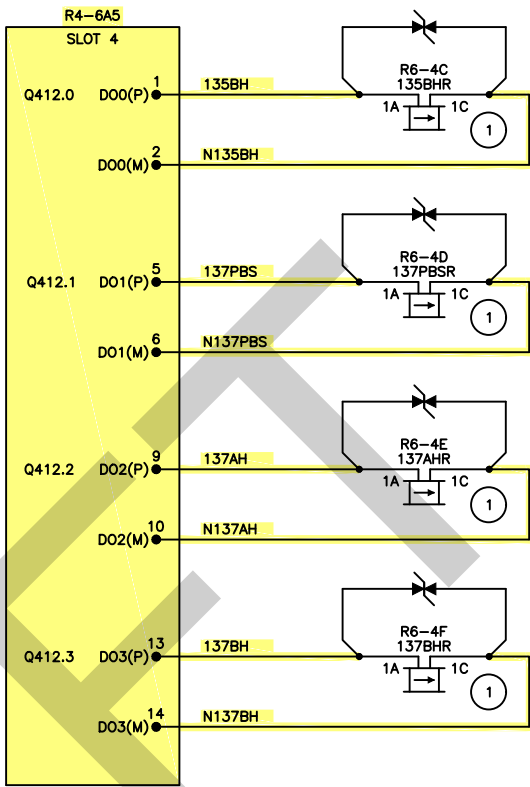 R4-6A5
SLOT 4
Q412.0 DO0(P) 1 135BH R6-4C
135BHR
1A 1C 1
DO0(M) 2 N135BH
Q412.1 DO1(P) 5 137PBS R6-4D
137PBSR
1A 1C 1
DO1(M) 6 N137PBS
Q412.2 DO2(P) 9 137AH R6-4E
137AHR
1A 1C 1
DO2(M) 10 N137AH
Q412.3 DO3(P) 13 137BH R6-4F
137BHR
1A 1C 1
DO3(M) 14 N137BH